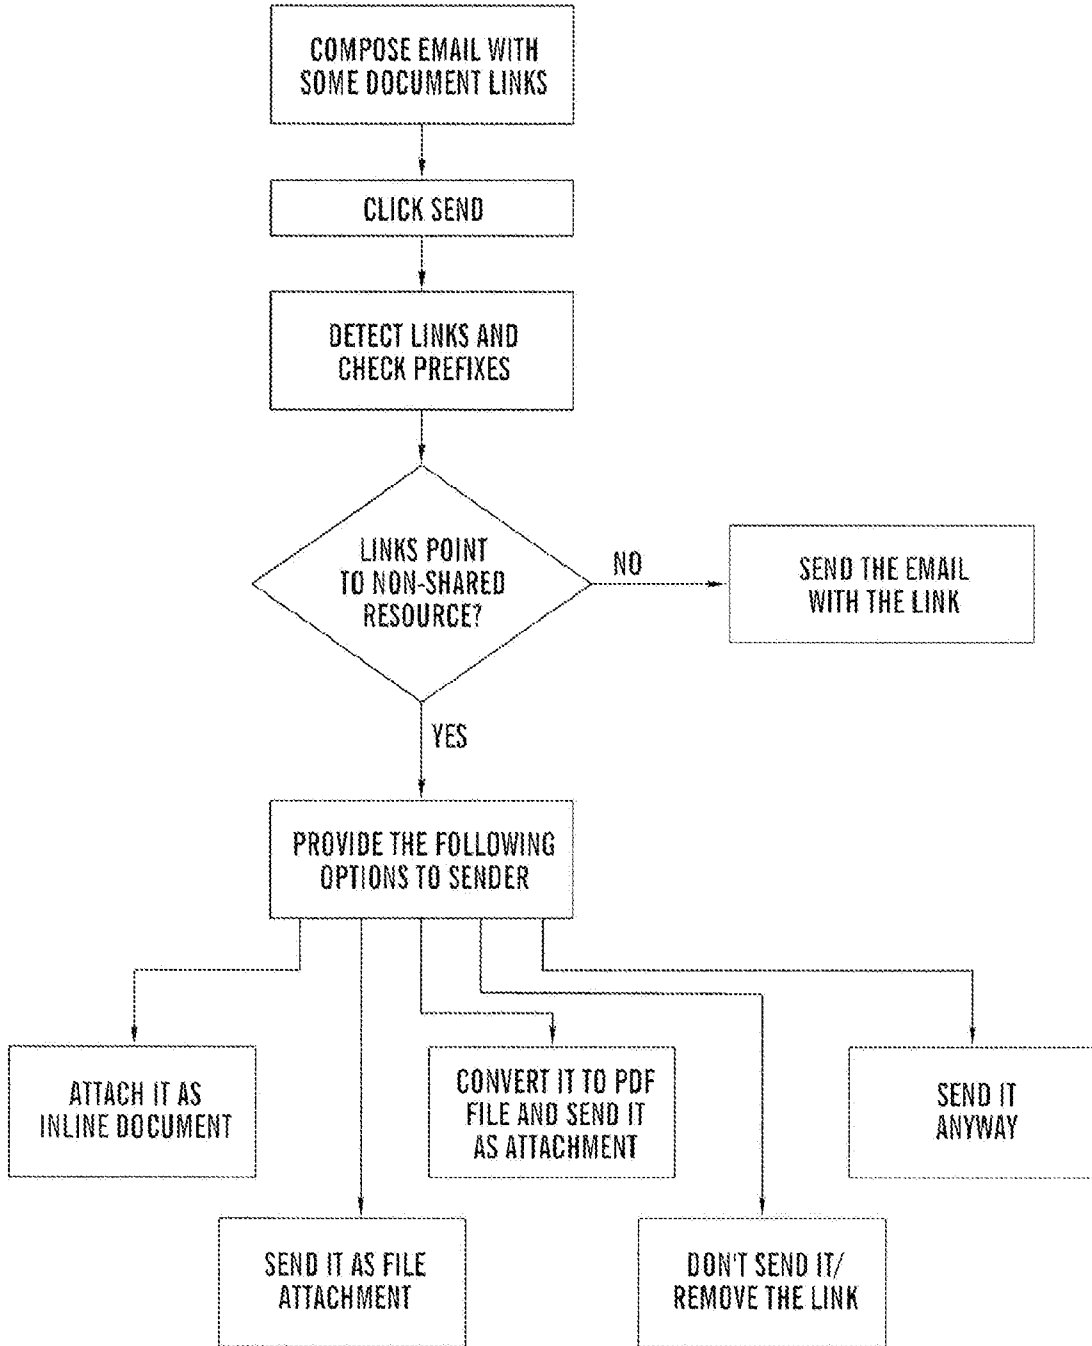 COMPOSE EMAIL WITH
SOME DOCUMENT LINKS
CLICK SEND
DETECT LINKS AND
CHECK PREFIXES
LINKS POINT
TO NON-SHARED
RESOURCE?
NO
SEND THE EMAIL
WITH THE LINK
YES
PROVIDE THE FOLLOWING
OPTIONS TO SENDER
ATTACH IT AS
INLINE DOCUMENT
CONVERT IT TO PDF
FILE AND SEND IT
AS ATTACHMENT
SEND IT
ANYWAY
SEND IT AS FILE
ATTACHMENT
DON'T SEND IT/
REMOVE THE LINK